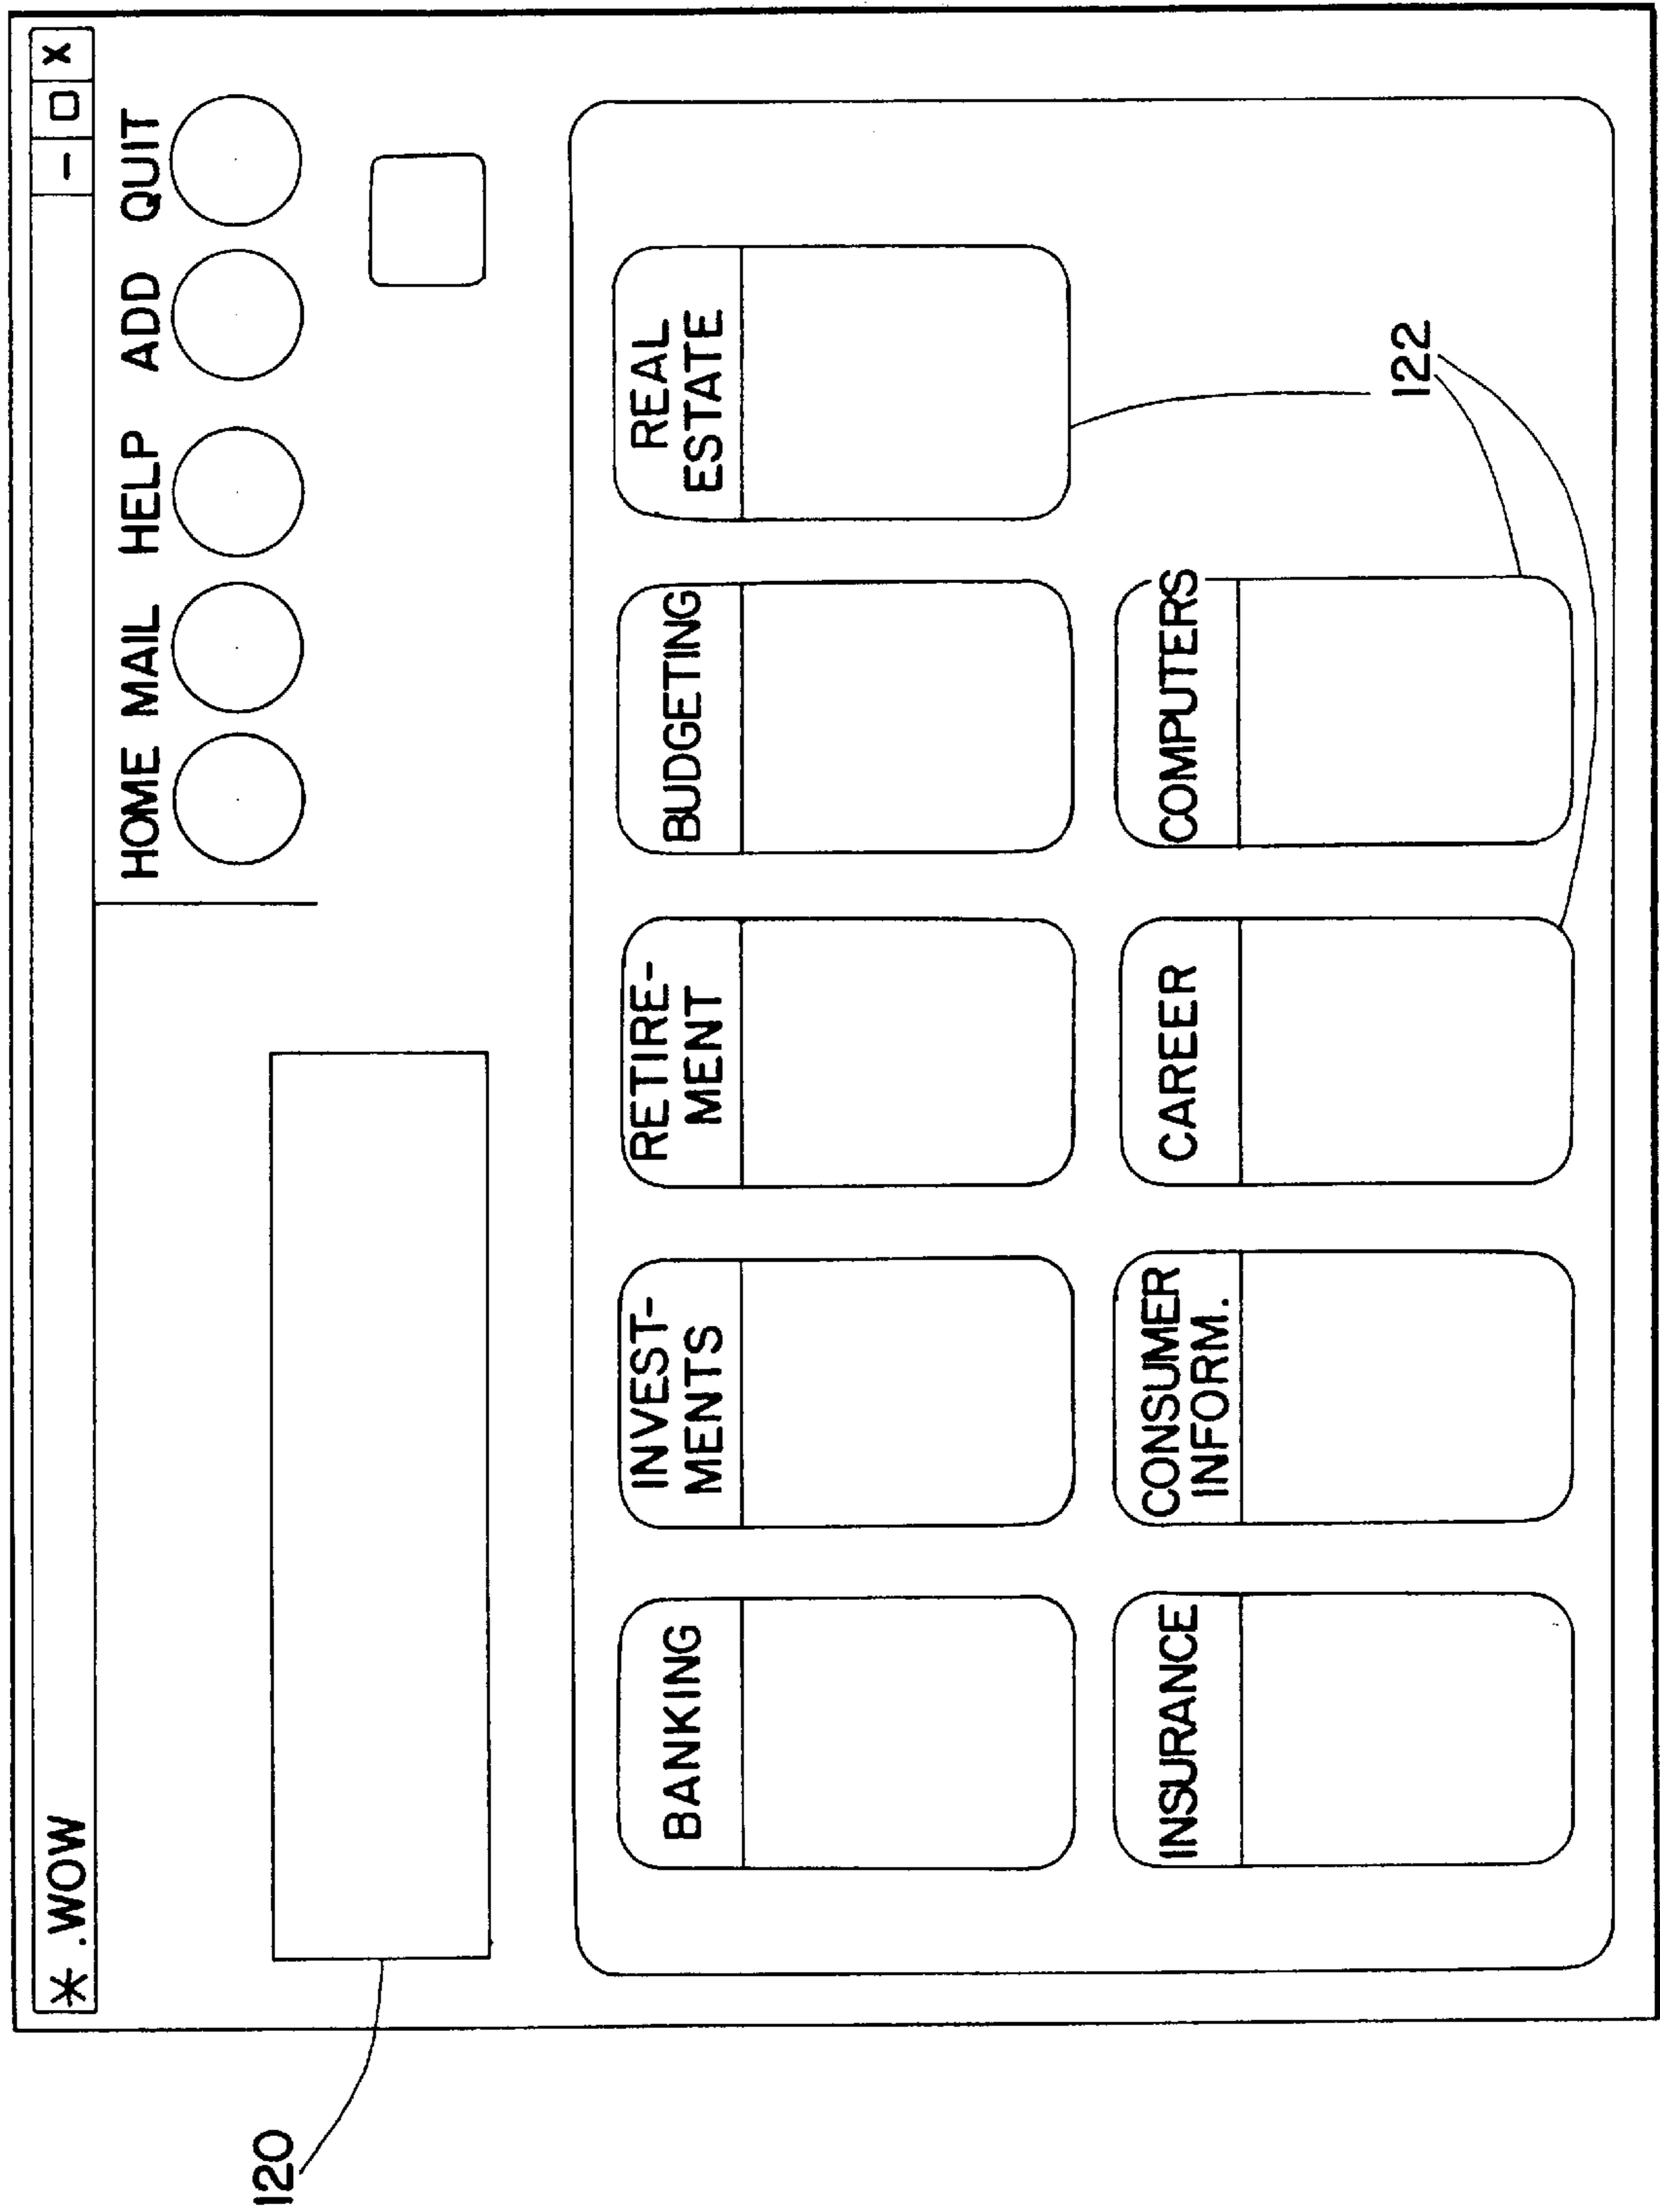 * .WOW - □ X
HOME MAIL HELP ADD QUIT
120
BANKING
INVEST-
MENTS
RETIRE-
MENT
BUDGETING
REAL
ESTATE
INSURANCE
CONSUMER
INFORM.
CAREER
COMPUTERS
122